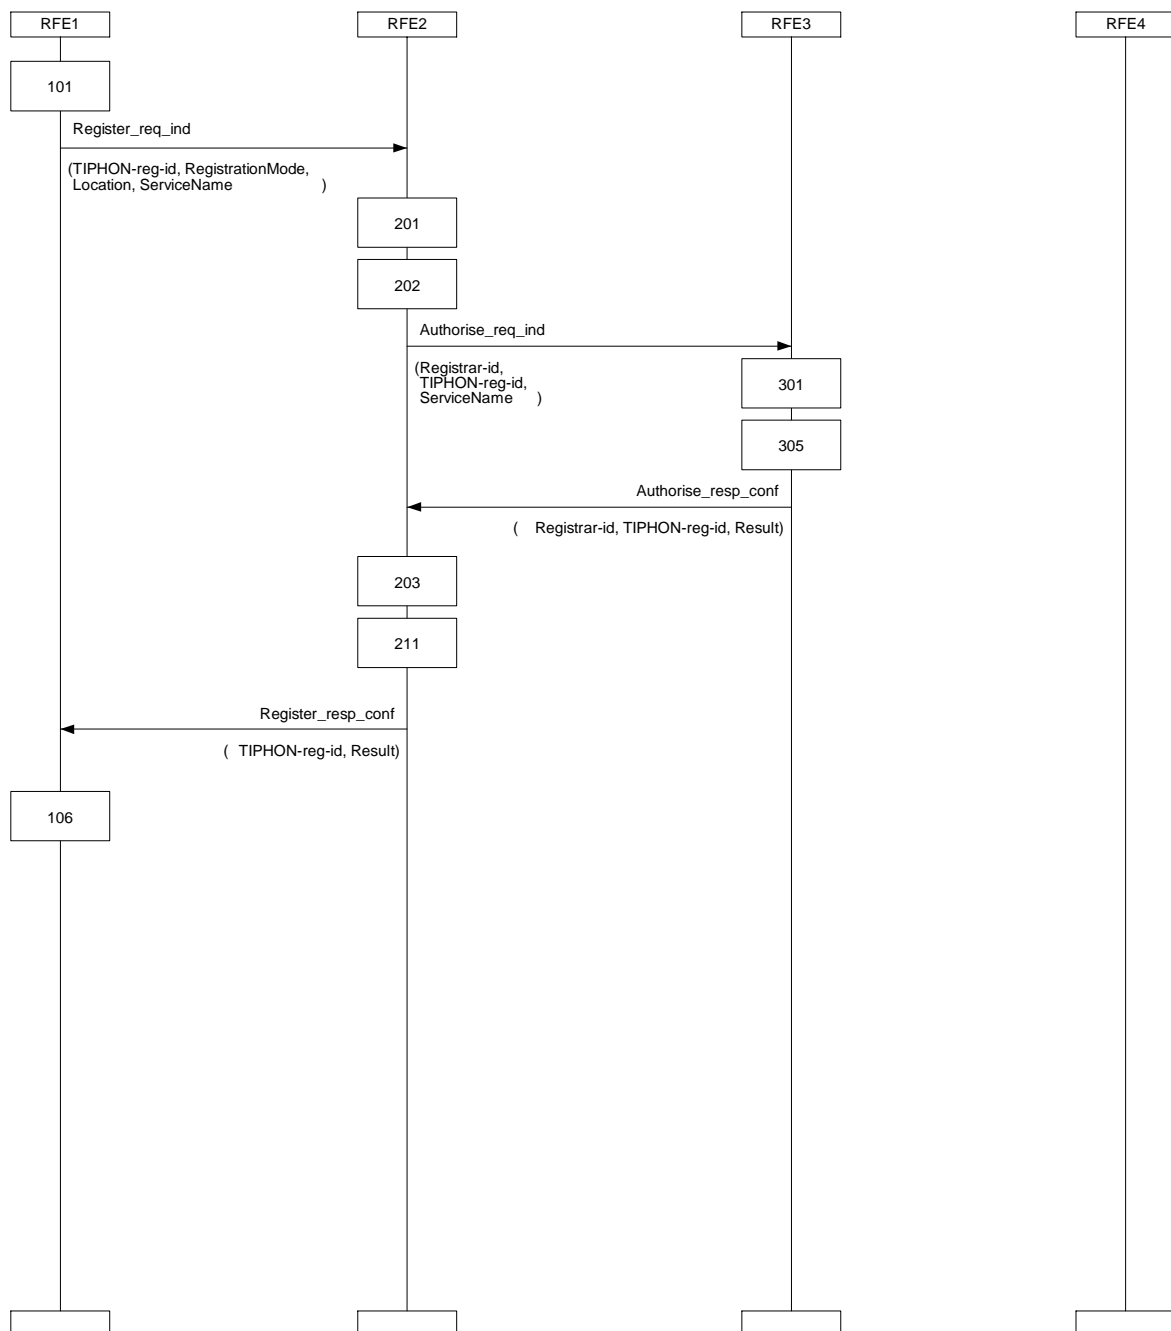 RFE1 RFE2 RFE3 RFE4
101
Register_req_ind
(TIPHON-reg-id, RegistrationMode,
Location, ServiceName )
201
202
Authorise_req_ind
(Registrar-id,
TIPHON-reg-id,
ServiceName )
301
305
Authorise_resp_conf
( Registrar-id, TIPHON-reg-id, Result)
203
211
Register_resp_conf
( TIPHON-reg-id, Result)
106